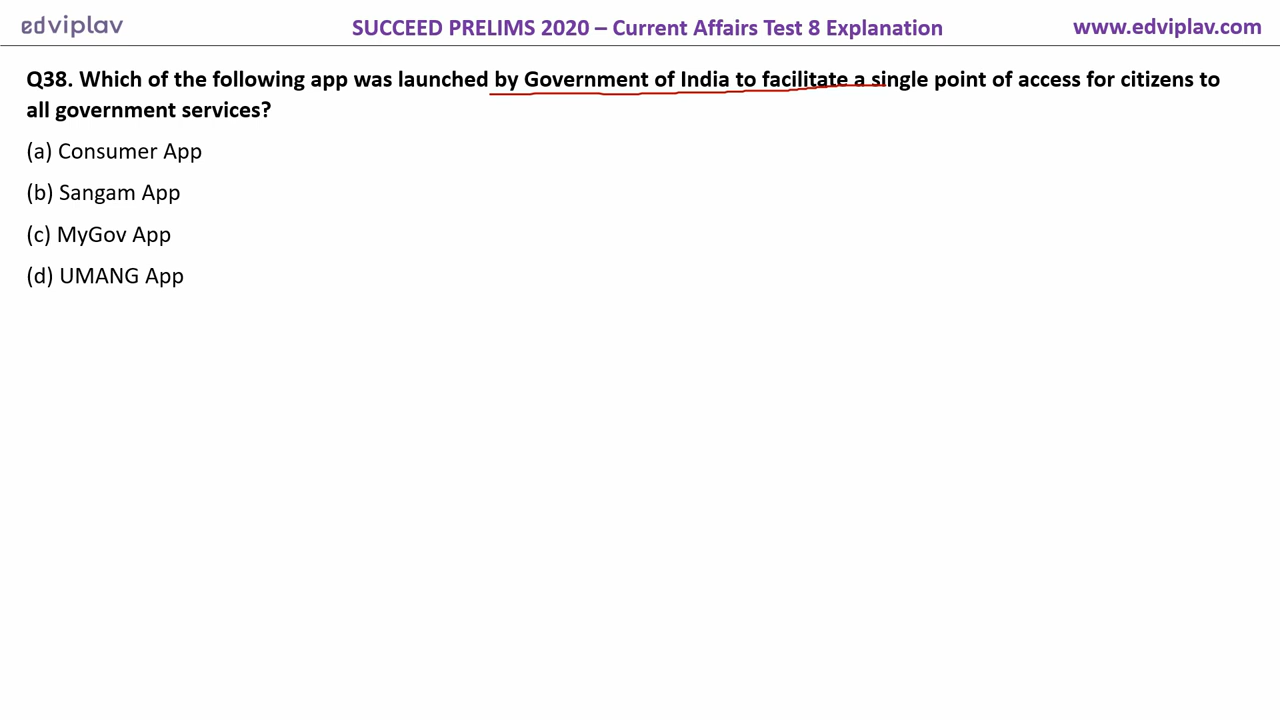 edviplav
SUCCEED PRELIMS 2020 – Current Affairs Test 8 Explanation
www.edviplav.com
Q38. Which of the following app was launched by Government of India to facilitate a single point of access for citizens to
all government services?
(a) Consumer App
(b) Sangam App
(c) MyGov App
(d) UMANG App